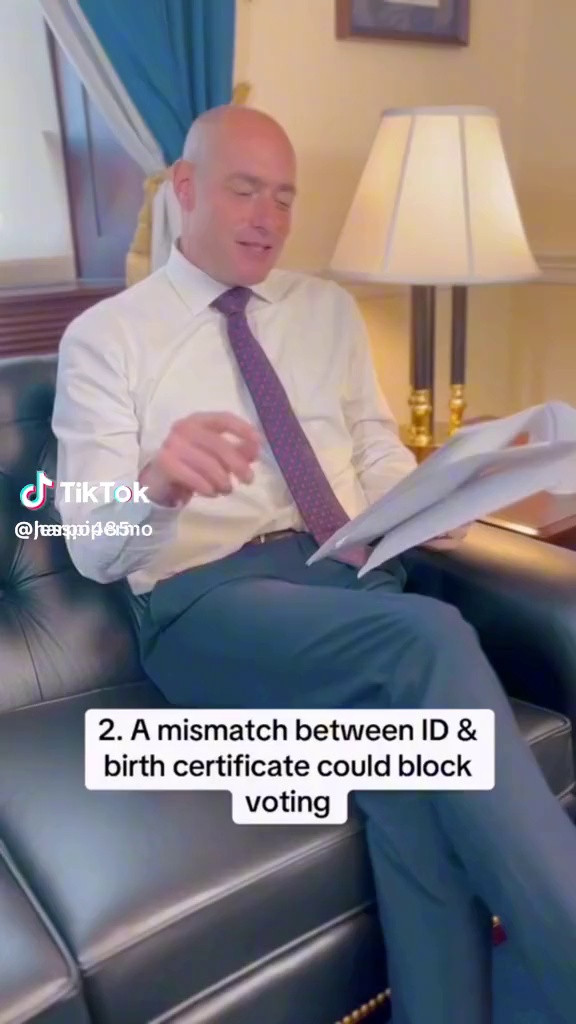 TikTok
2. A mismatch between ID &
birth certificate could block
voting